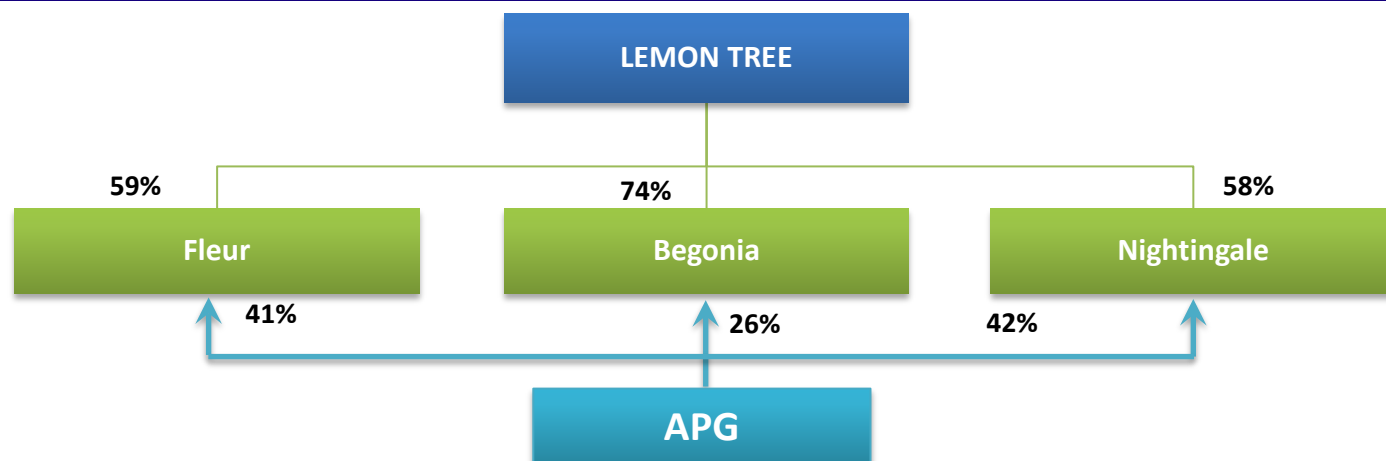 LEMON TREE
59%
74%
58%
Fleur
Begonia
Nightingale
41%
26%
42%
APG